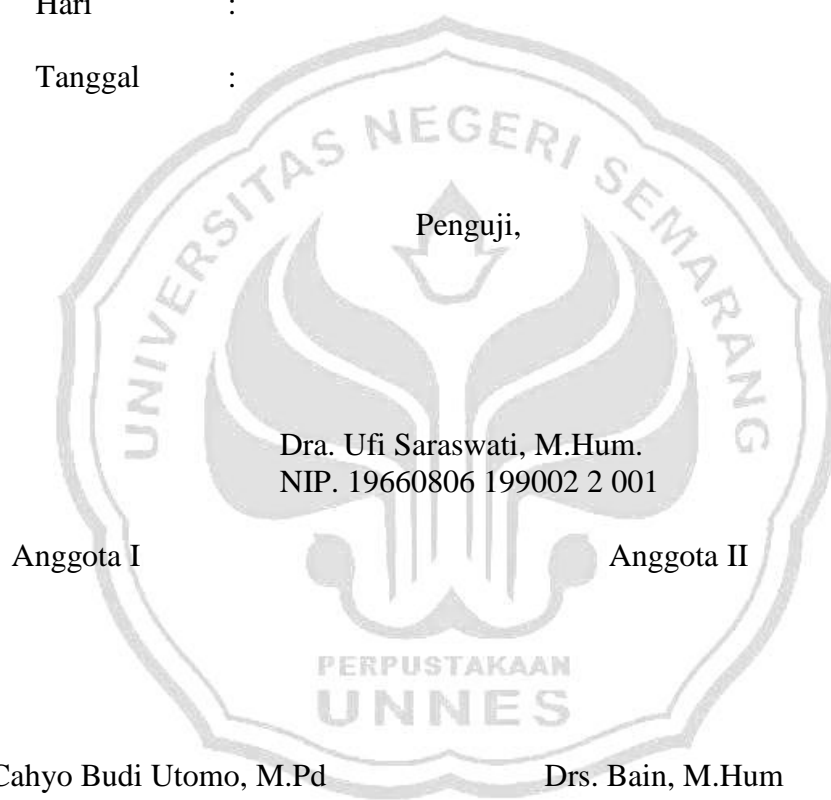 Hari :
Tanggal :
UNIVERSITAS NEGERI SEMARANG
Penguji,
Dra. Ufi Saraswati, M.Hum.
NIP. 19660806 199002 2 001
Anggota I Anggota II
PERPUSTAKAAN
UNNES
Cahyo Budi Utomo, M.Pd Drs. Bain, M.Hum